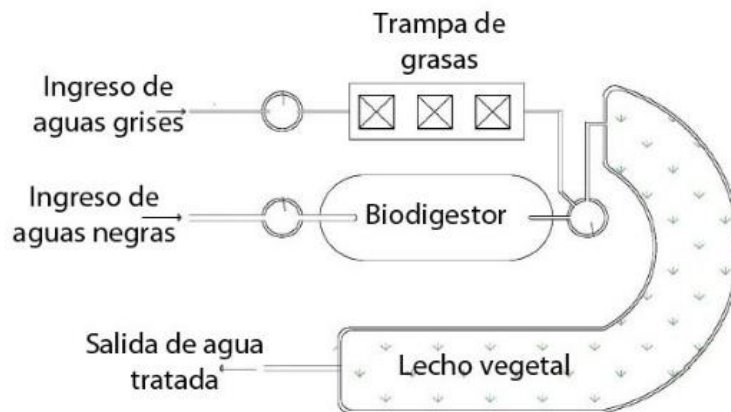 Trampa de
grasas
Ingreso de
aguas grises
Ingreso de
aguas negras
Biodigestor
Salida de agua
tratada
Lecho vegetal